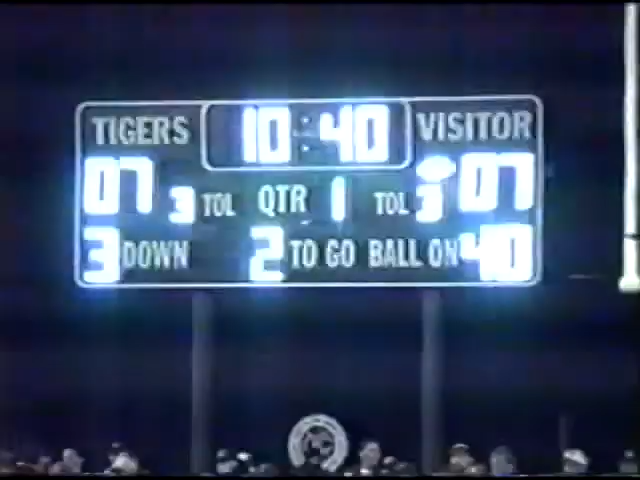 TIGERS 10:40 VISITOR
07 3 TOL QTR 1 TOL 3 07
3 DOWN 2 TO GO BALL ON 40